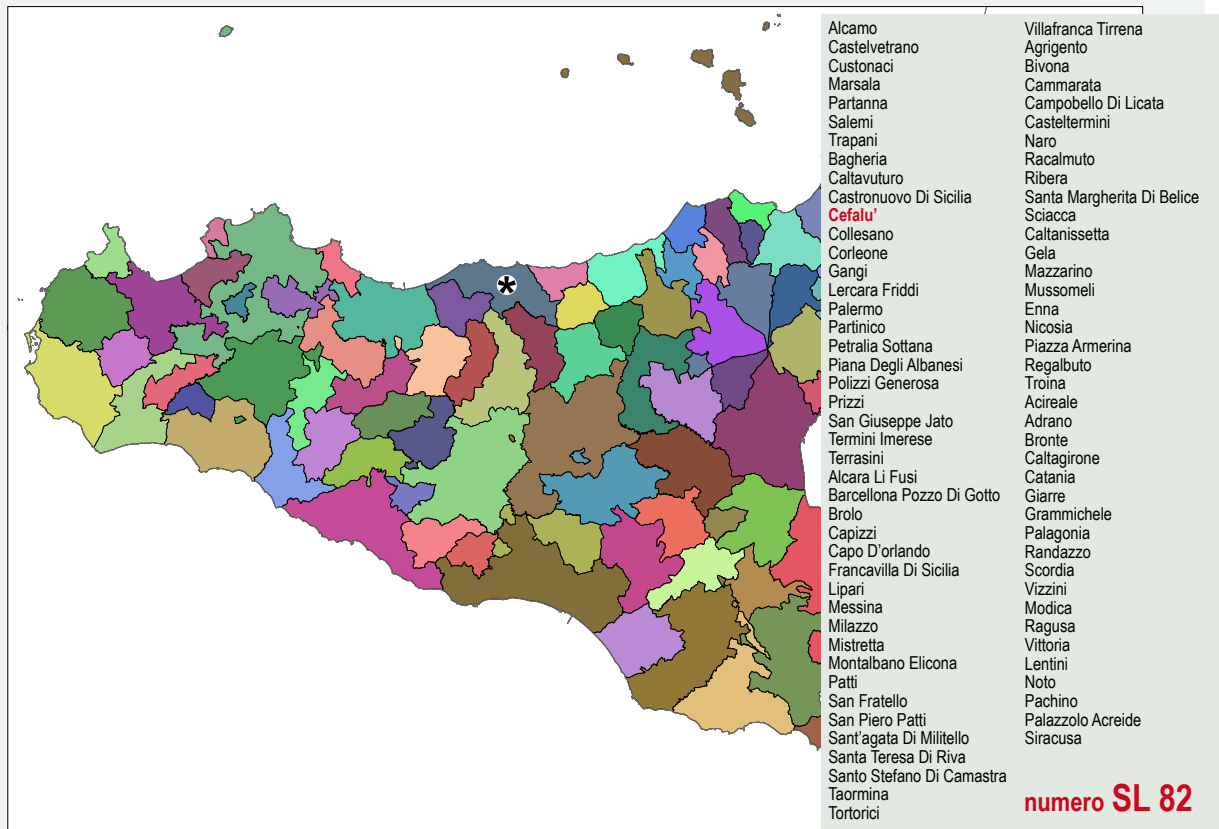 Alcamo
Castelvetrano
Custonaci
Marsala
Partanna
Salemi
Trapani
Bagheria
Caltavuturo
Castronuovo Di Sicilia
Cefalu'
Collesano
Corleone
Gangi
Lercara Friddi
Palermo
Partinico
Petralia Sottana
Piana Degli Albanesi
Polizzi Generosa
Prizzi
San Giuseppe Jato
Termini Imerese
Terrasini
Alcara Li Fusi
Barcellona Pozzo Di Gotto
Brolo
Capizzi
Capo D'orlando
Francavilla Di Sicilia
Lipari
Messina
Milazzo
Mistretta
Montalbano Elicona
Patti
San Fratello
San Piero Patti
Sant'agata Di Militello
Santa Teresa Di Riva
Santo Stefano Di Camastra
Taormina
Tortorici
Villafranca Tirrena
Agrigento
Bivona
Cammarata
Campobello Di Licata
Casteltermini
Naro
Racalmuto
Ribera
Santa Margherita Di Belice
Sciacca
Caltanissetta
Gela
Mazzarino
Mussomeli
Enna
Nicosia
Piazza Armerina
Regalbuto
Troina
Acireale
Adrano
Bronte
Caltagirone
Catania
Giarre
Grammichele
Palagonia
Randazzo
Scordia
Vizzini
Modica
Ragusa
Vittoria
Lentini
Noto
Pachino
Palazzolo Acreide
Siracusa
numero SL 82
*